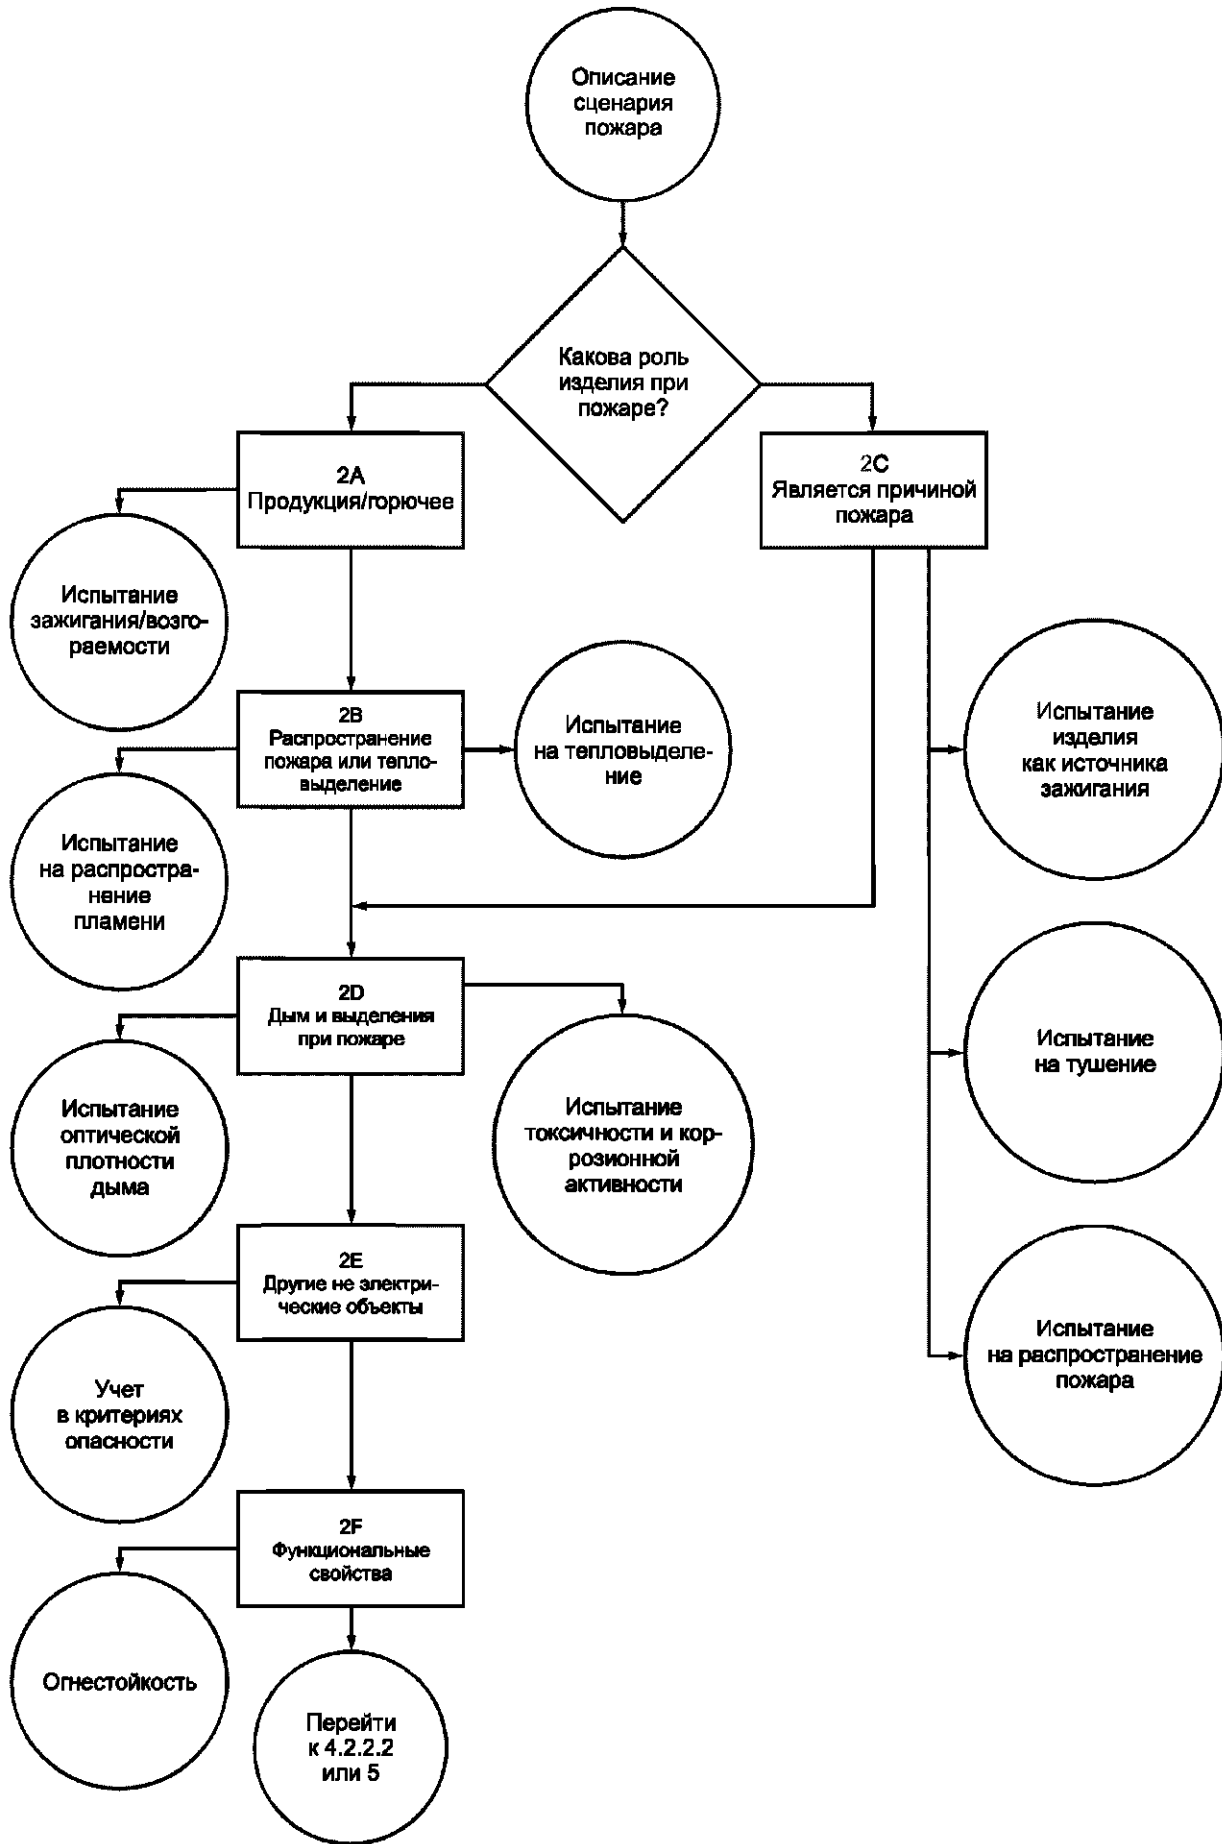 Описание
сценария
пожара
Какова роль
изделия при
пожаре?
2A
Продукция/горючее
2C
Является причиной
пожара
Испытание
зажигания/возго-
раемости
2B
Распространение
пожара или тепло-
выделение
Испытание
на тепловыделе-
ние
Испытание
изделия
как источника
зажигания
Испытание
на распростра-
нение
пламени
2D
Дым и выделения
при пожаре
Испытание
на тушение
Испытание
оптической
плотности
дыма
Испытание
токсичности и кор-
розионной
активности
2E
Другие не электри-
ческие объекты
Испытание
на распространение
пожара
Учет
в критериях
опасности
2F
Функциональные
свойства
Огнестойкость
Перейти
к 4.2.2.2
или 5